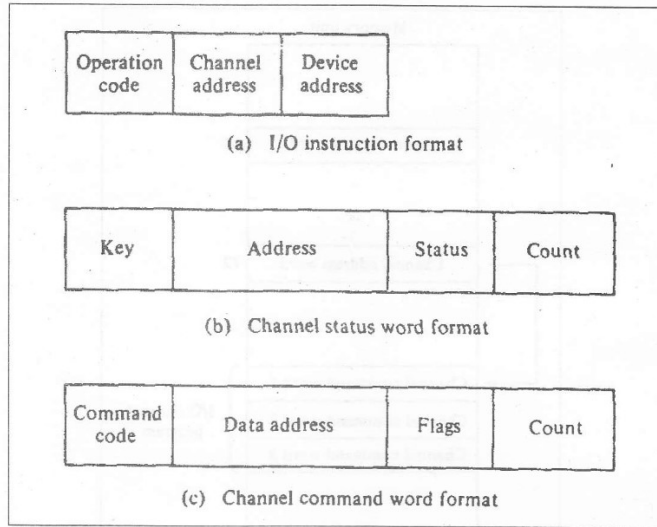 Operation code
Channel address
Device address
(a) I/O instruction format
Key
Address
Status
Count
(b) Channel status word format
Command code
Data address
Flags
Count
(c) Channel command word format